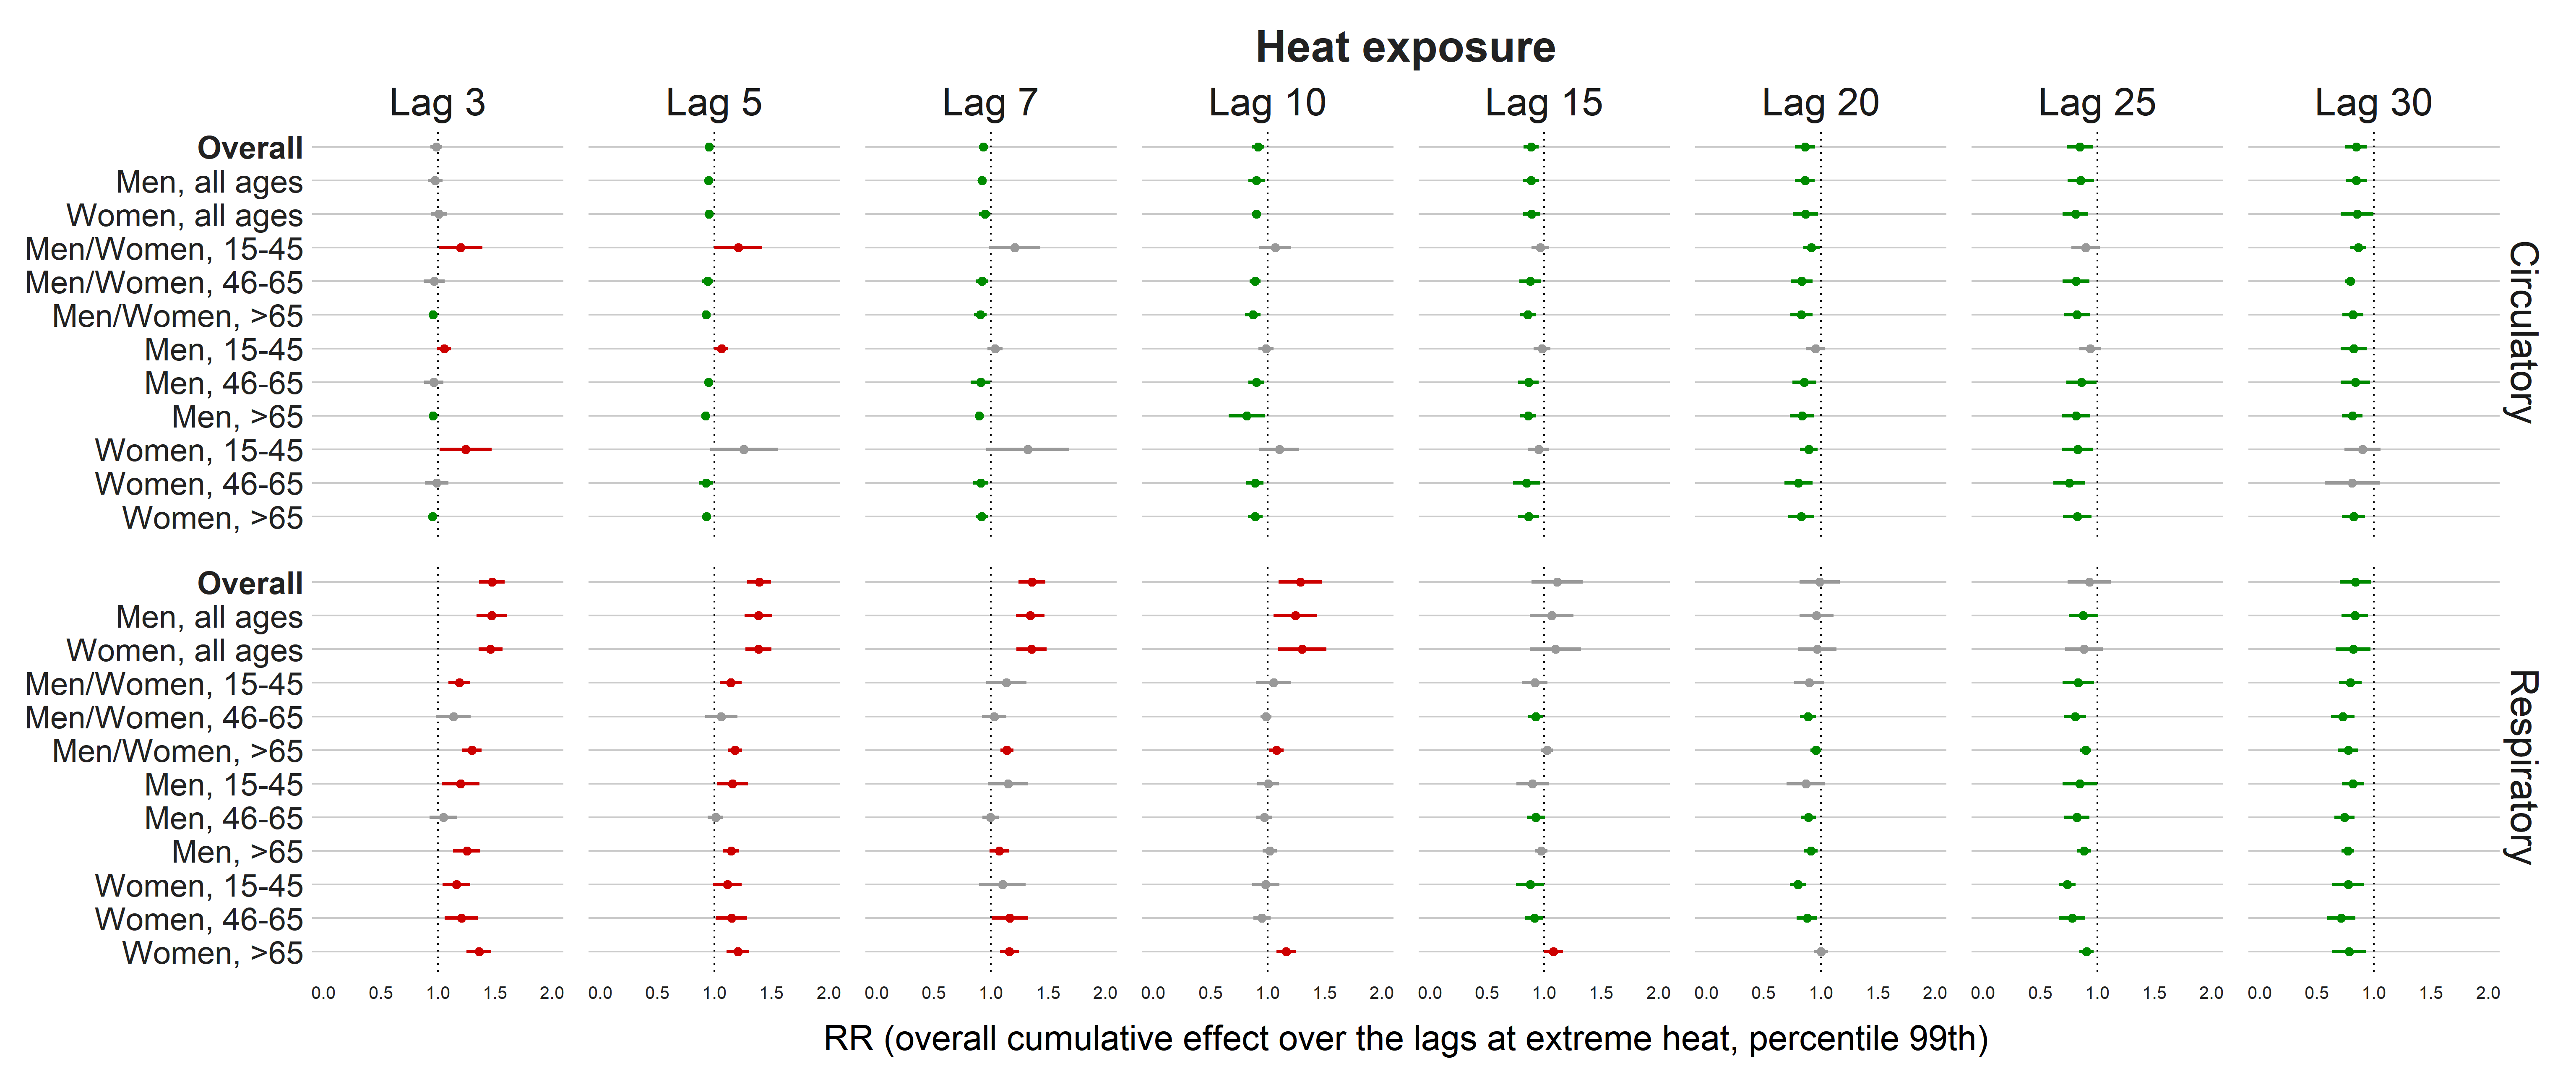 Heat exposure
Lag 3 Lag 5 Lag 7 Lag 10 Lag 15 Lag 20 Lag 25 Lag 30
Overall
Men, all ages
Women, all ages
Men/Women, 15-45
Men/Women, 46-65
Men/Women, >65
Men, 15-45
Men, 46-65
Men, >65
Women, 15-45
Women, 46-65
Women, >65
Circulatory
Overall
Men, all ages
Women, all ages
Men/Women, 15-45
Men/Women, 46-65
Men/Women, >65
Men, 15-45
Men, 46-65
Men, >65
Women, 15-45
Women, 46-65
Women, >65
Respiratory
0.0 0.5 1.0 1.5 2.0 0.0 0.5 1.0 1.5 2.0 0.0 0.5 1.0 1.5 2.0 0.0 0.5 1.0 1.5 2.0 0.0 0.5 1.0 1.5 2.0 0.0 0.5 1.0 1.5 2.0 0.0 0.5 1.0 1.5 2.0 0.0 0.5 1.0 1.5 2.0
RR (overall cumulative effect over the lags at extreme heat, percentile 99th)